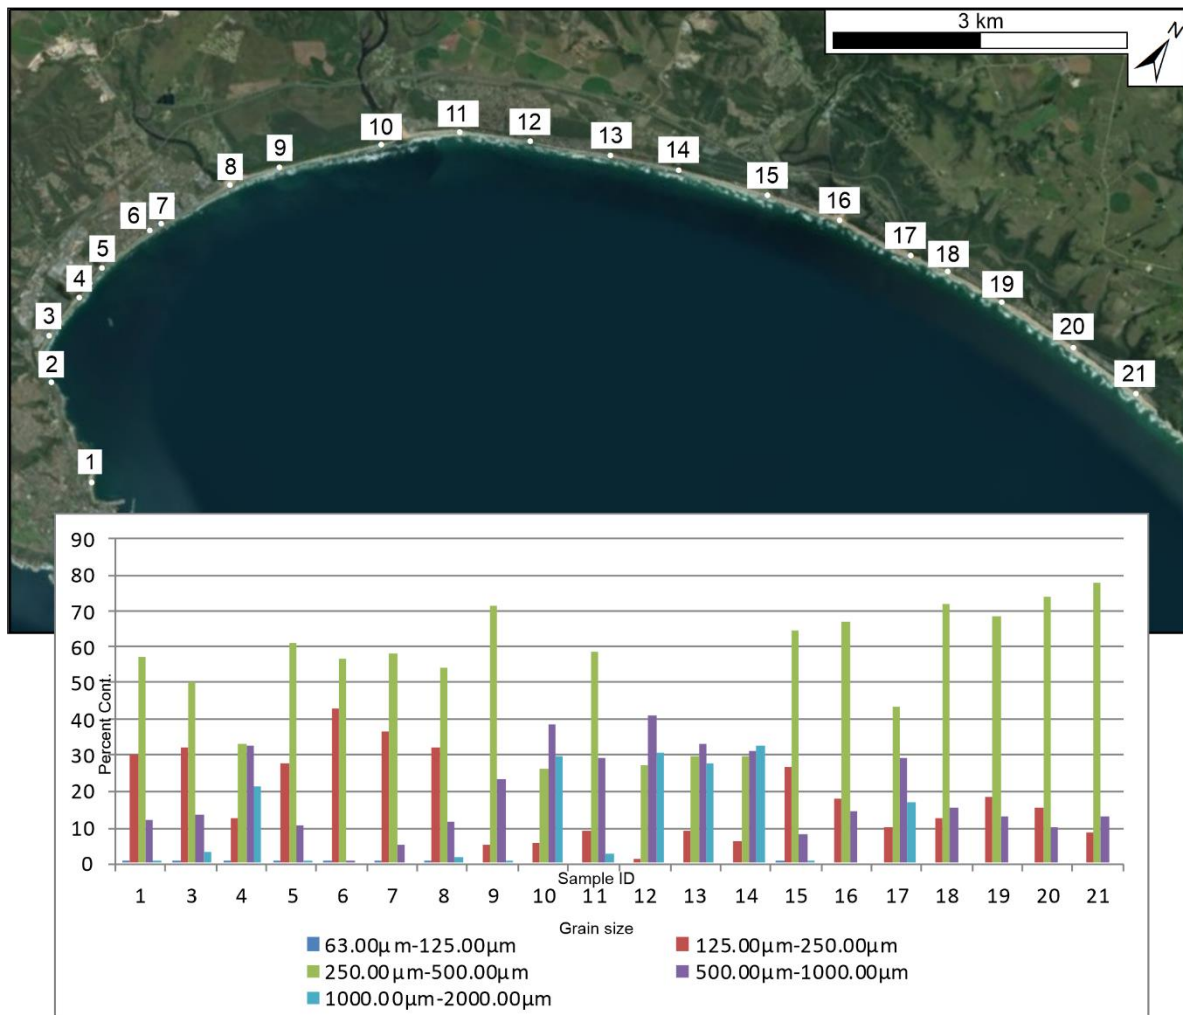 3 km
N
11
12
10
13
9
14
8
15
7
16
6
17
5
18
4
19
3
20
2
21
1
90
80
70
60
50
40
30
20
10
0
Percent Cont.
Sample ID
1 3 4 5 6 7 8 9 10 11 12 13 14 15 16 17 18 19 20 21
Grain size
63.00µm-125.00µm
125.00µm-250.00µm
250.00µm-500.00µm
500.00µm-1000.00µm
1000.00µm-2000.00µm